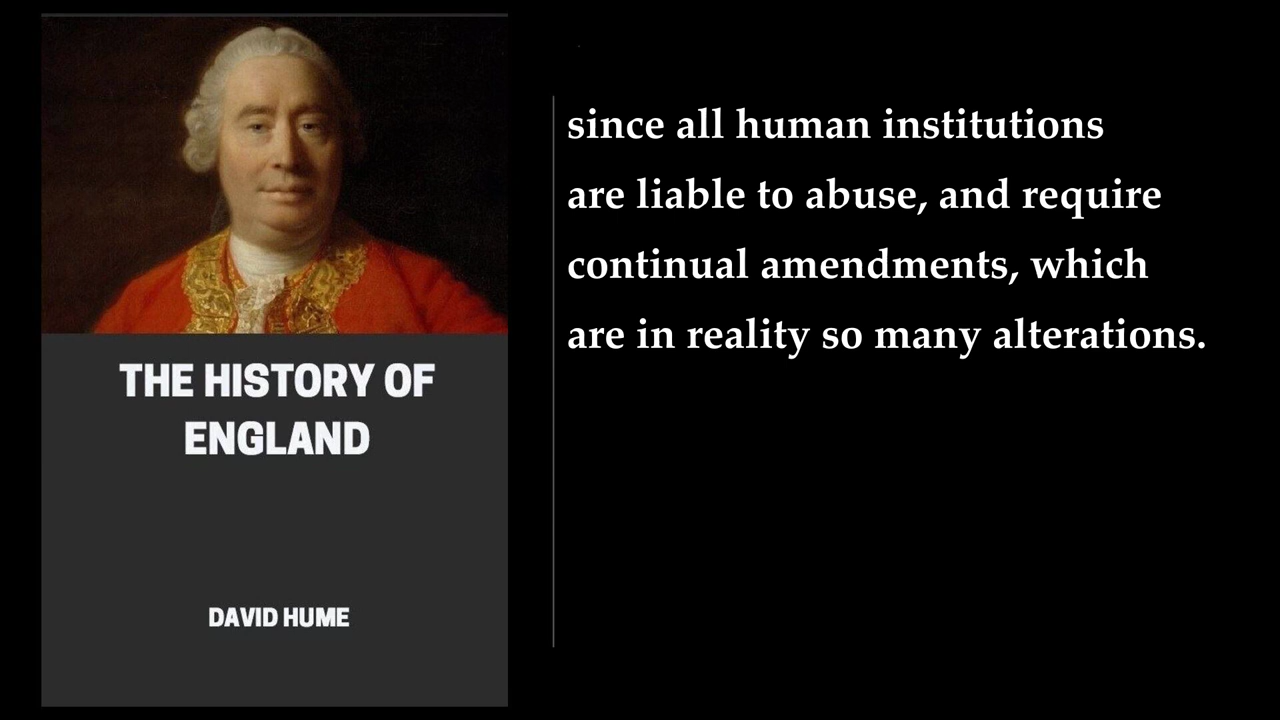 THE HISTORY OF
ENGLAND
DAVID HUME
since all human institutions
are liable to abuse, and require
continual amendments, which
are in reality so many alterations.